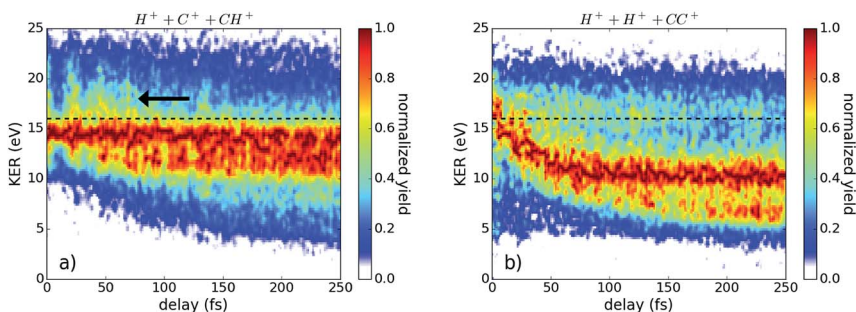 H⁺ + C⁺ + CH⁺
25
20
15
10
5
0
KER (eV)
a)
0 50 100 150 200 250
delay (fs)
1.0
0.8
0.6
0.4
0.2
0.0
normalized yield
H⁺ + H⁺ + CC⁺
25
20
15
10
5
0
KER (eV)
b)
0 50 100 150 200 250
delay (fs)
1.0
0.8
0.6
0.4
0.2
0.0
normalized yield